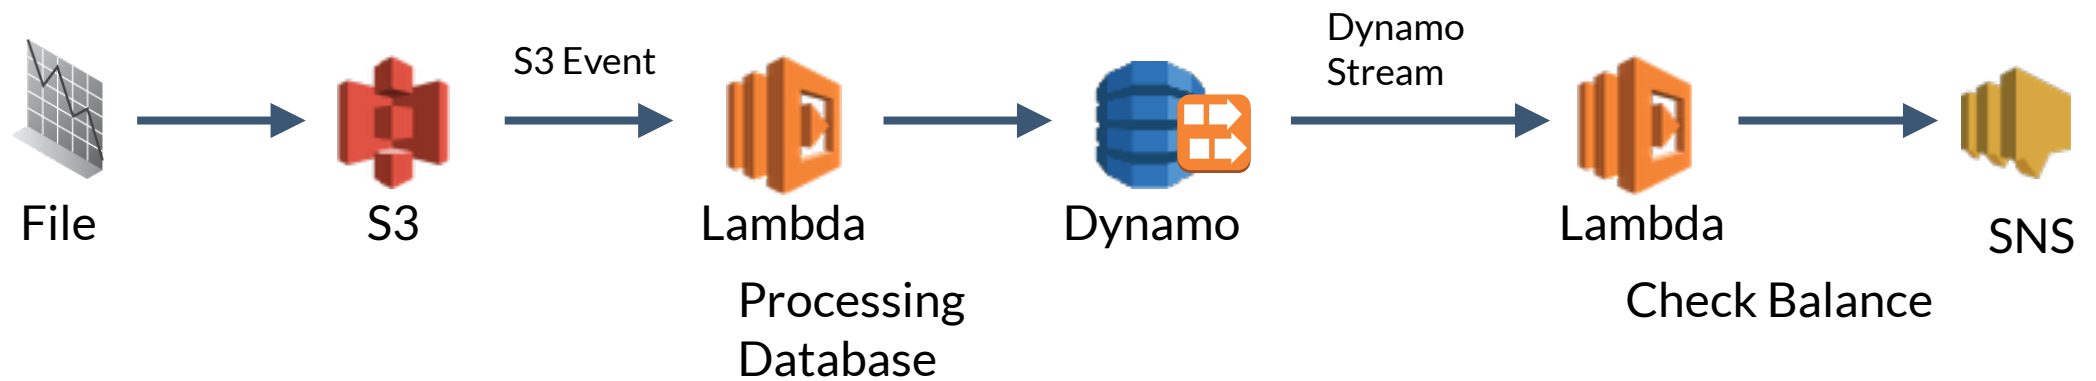 S3 Event
Dynamo
Stream
File
S3
Lambda
Dynamo
Lambda
SNS
Processing
Database
Check Balance